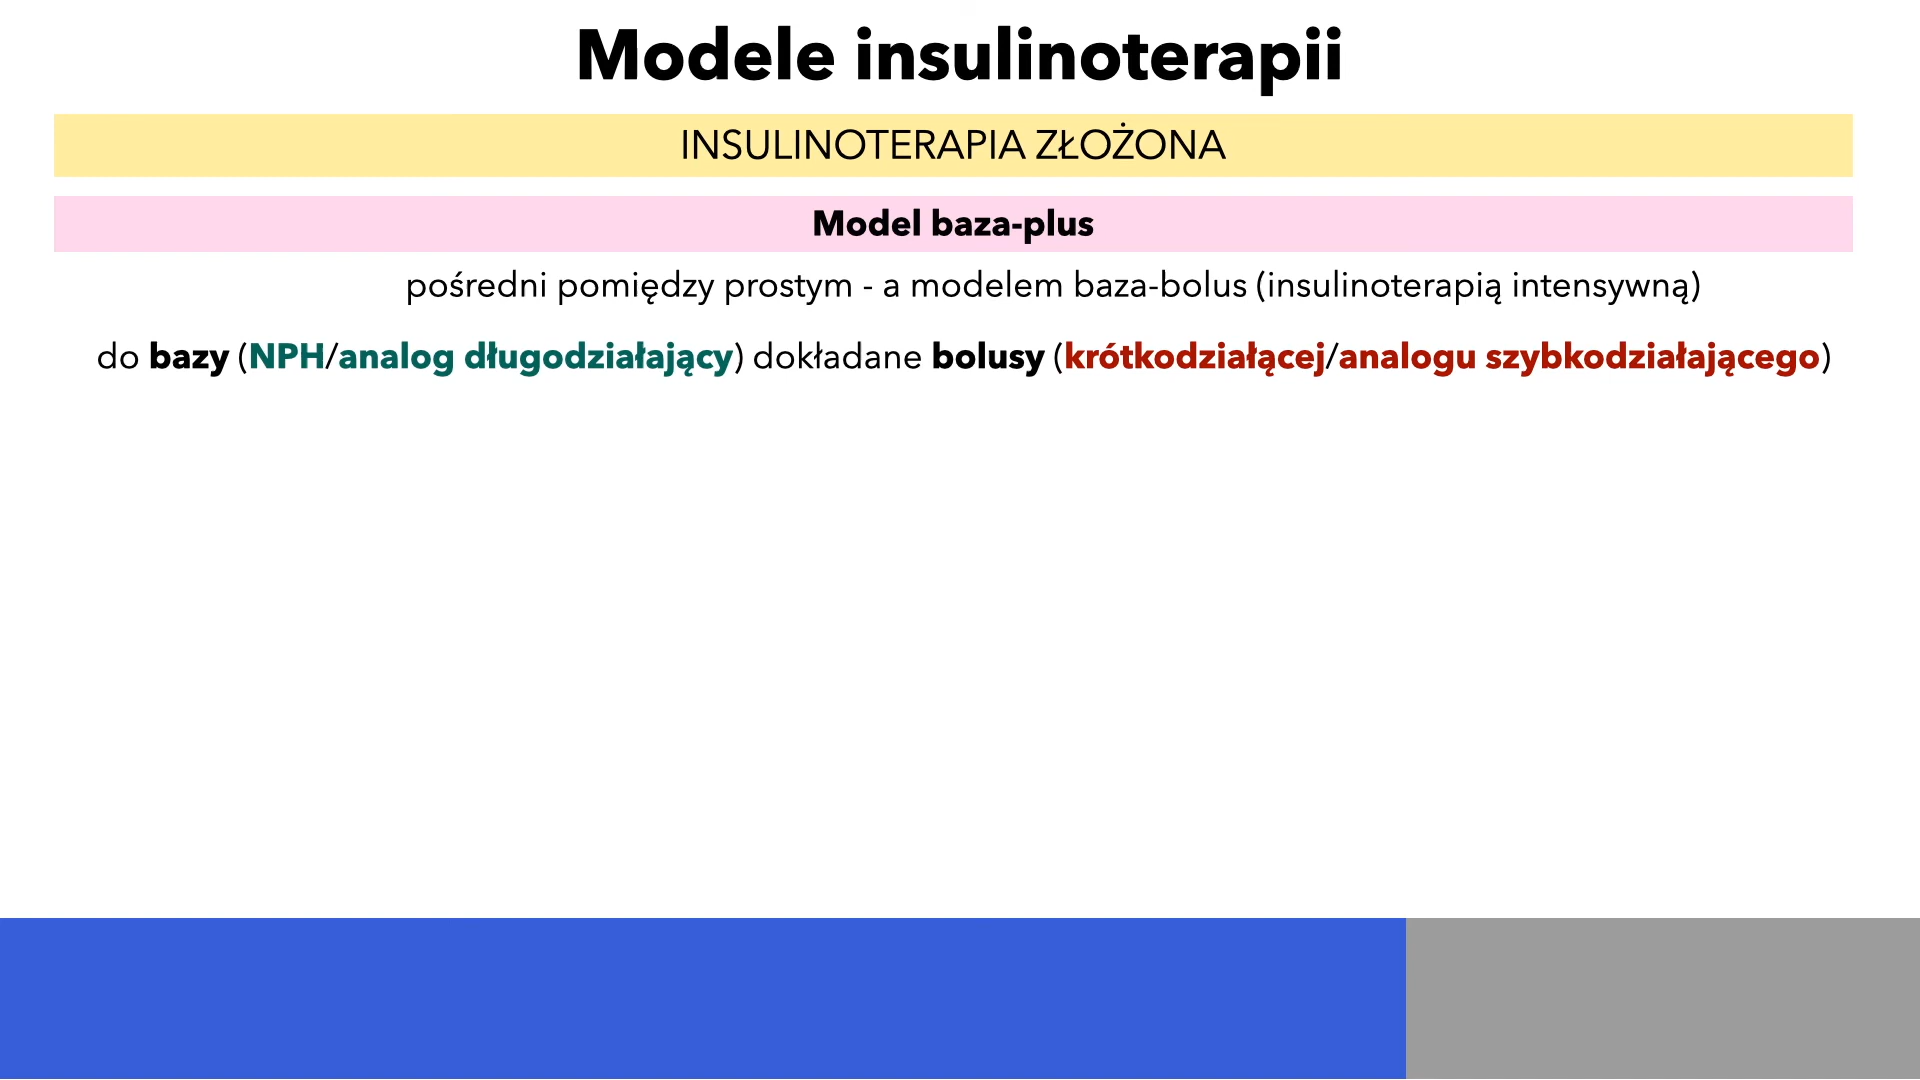 Modele insulinoterapii
INSULINOTERAPIA ZŁOŻONA
Model baza-plus
pośredni pomiędzy prostym - a modelem baza-bolus (insulinoterapią intensywną)
do bazy (NPH/analog długodziałający) dokładane bolusy (krótkodziałącej/analogu szybkodziałającego)